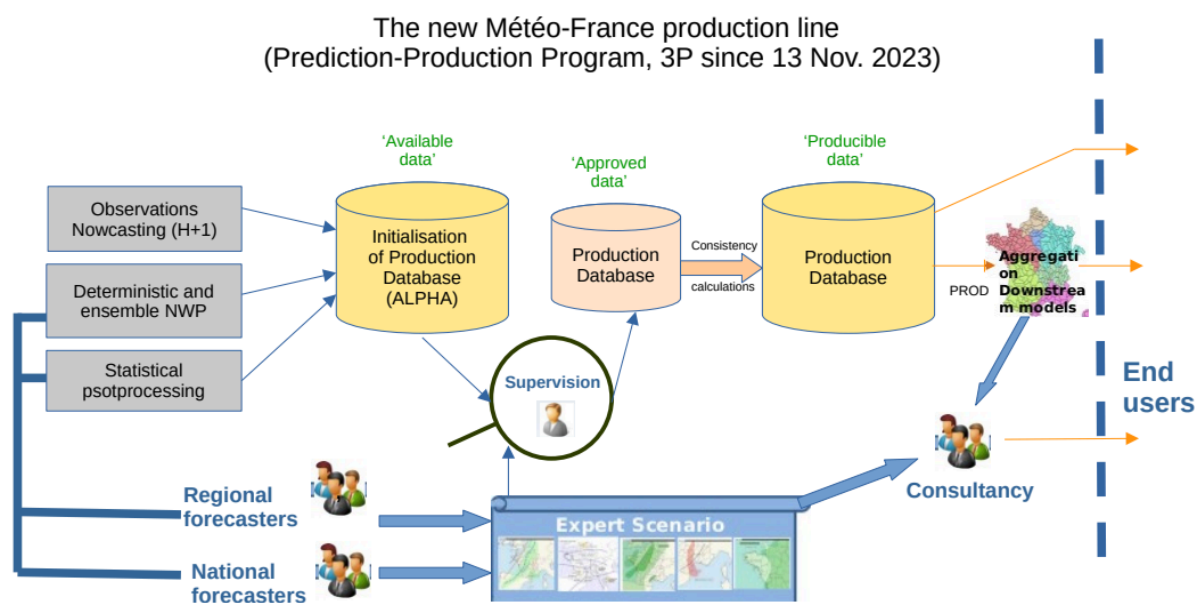 The new Météo-France production line
(Prediction-Production Program, 3P since 13 Nov. 2023)
‘Available
data’
‘Approved
data’
‘Producible
data’
Observations
Nowcasting (H+1)
Deterministic and
ensemble NWP
Statistical
psotprocessing
Initialisation
of Production
Database
(ALPHA)
Production
Database
Consistency
calculations
Production
Database
PROD
Aggregati
on
Downstrea
m models
Supervision
End
users
Regional
forecasters
National
forecasters
Expert Scenario
Consultancy